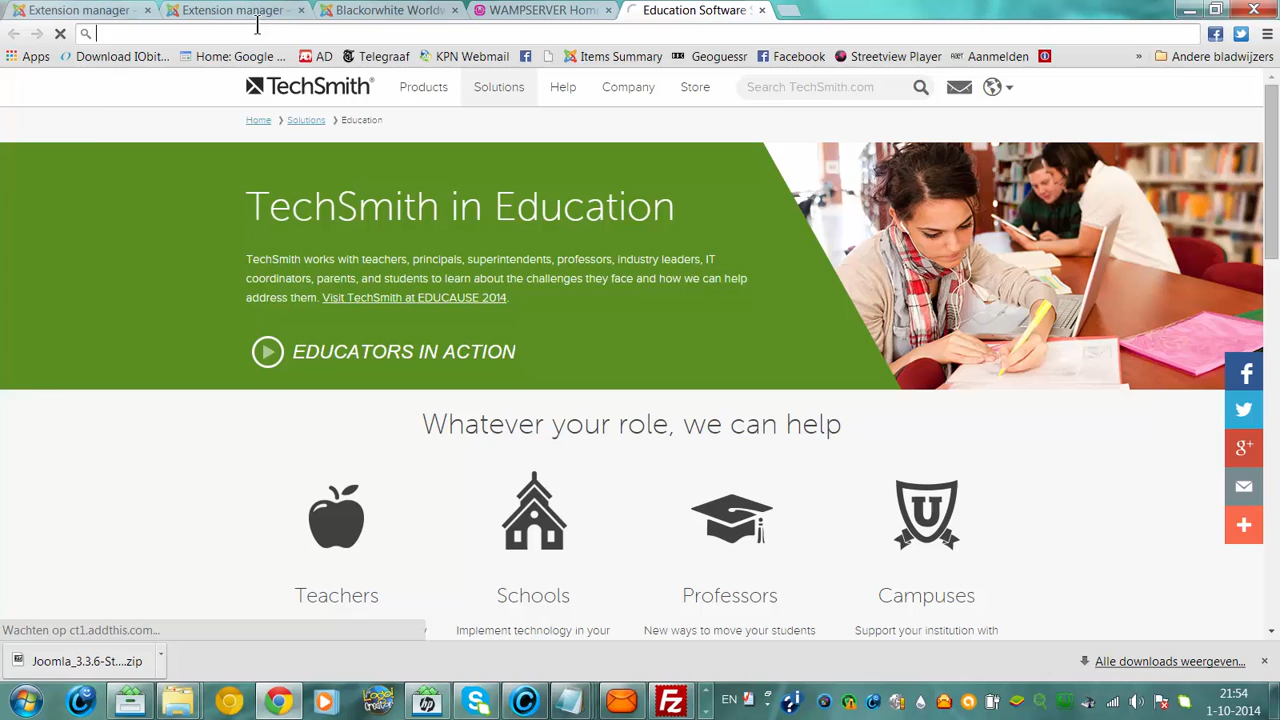 Extension manager -
Extension manager -
Blackorwhite Worldw
WAMPSERVER Hom
Education Software S
Apps
Download IObit...
Home: Google ...
AD
Telegraaf
KPN Webmail
Items Summary
Geoguessr
Facebook
Streetview Player
Aanmelden
»
Andere bladwijzers
TechSmith®
Products
Solutions
Help
Company
Store
Search TechSmith.com
Home ❯ Solutions ❯ Education
TechSmith in Education
TechSmith works with teachers, principals, superintendents, professors, industry leaders, IT
coordinators, parents, and students to learn about the challenges they face and how we can help
address them. Visit TechSmith at EDUCAUSE 2014.
EDUCATORS IN ACTION
Whatever your role, we can help
U
Teachers
Schools
Professors
Campuses
Implement technology in your
New ways to move your students
Support your institution with
Wachten op ct1.addthis.com...
Joomla_3.3.6-St....zip
Alle downloads weergeven...
hp
Fz
EN
21:54
1-10-2014